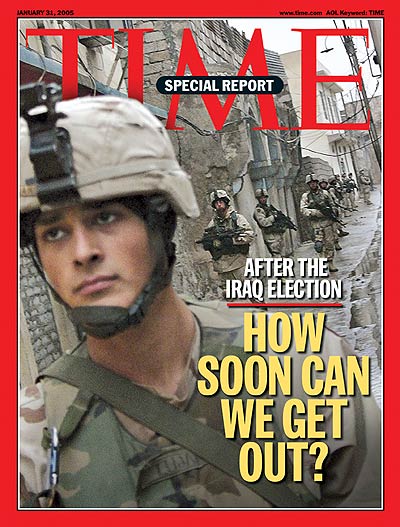 JANUARY 31, 2005
www.time.com AOL Keyword: TIME
TIME
SPECIAL REPORT
AFTER THE
IRAQ ELECTION
HOW
SOON CAN
WE GET
OUT?